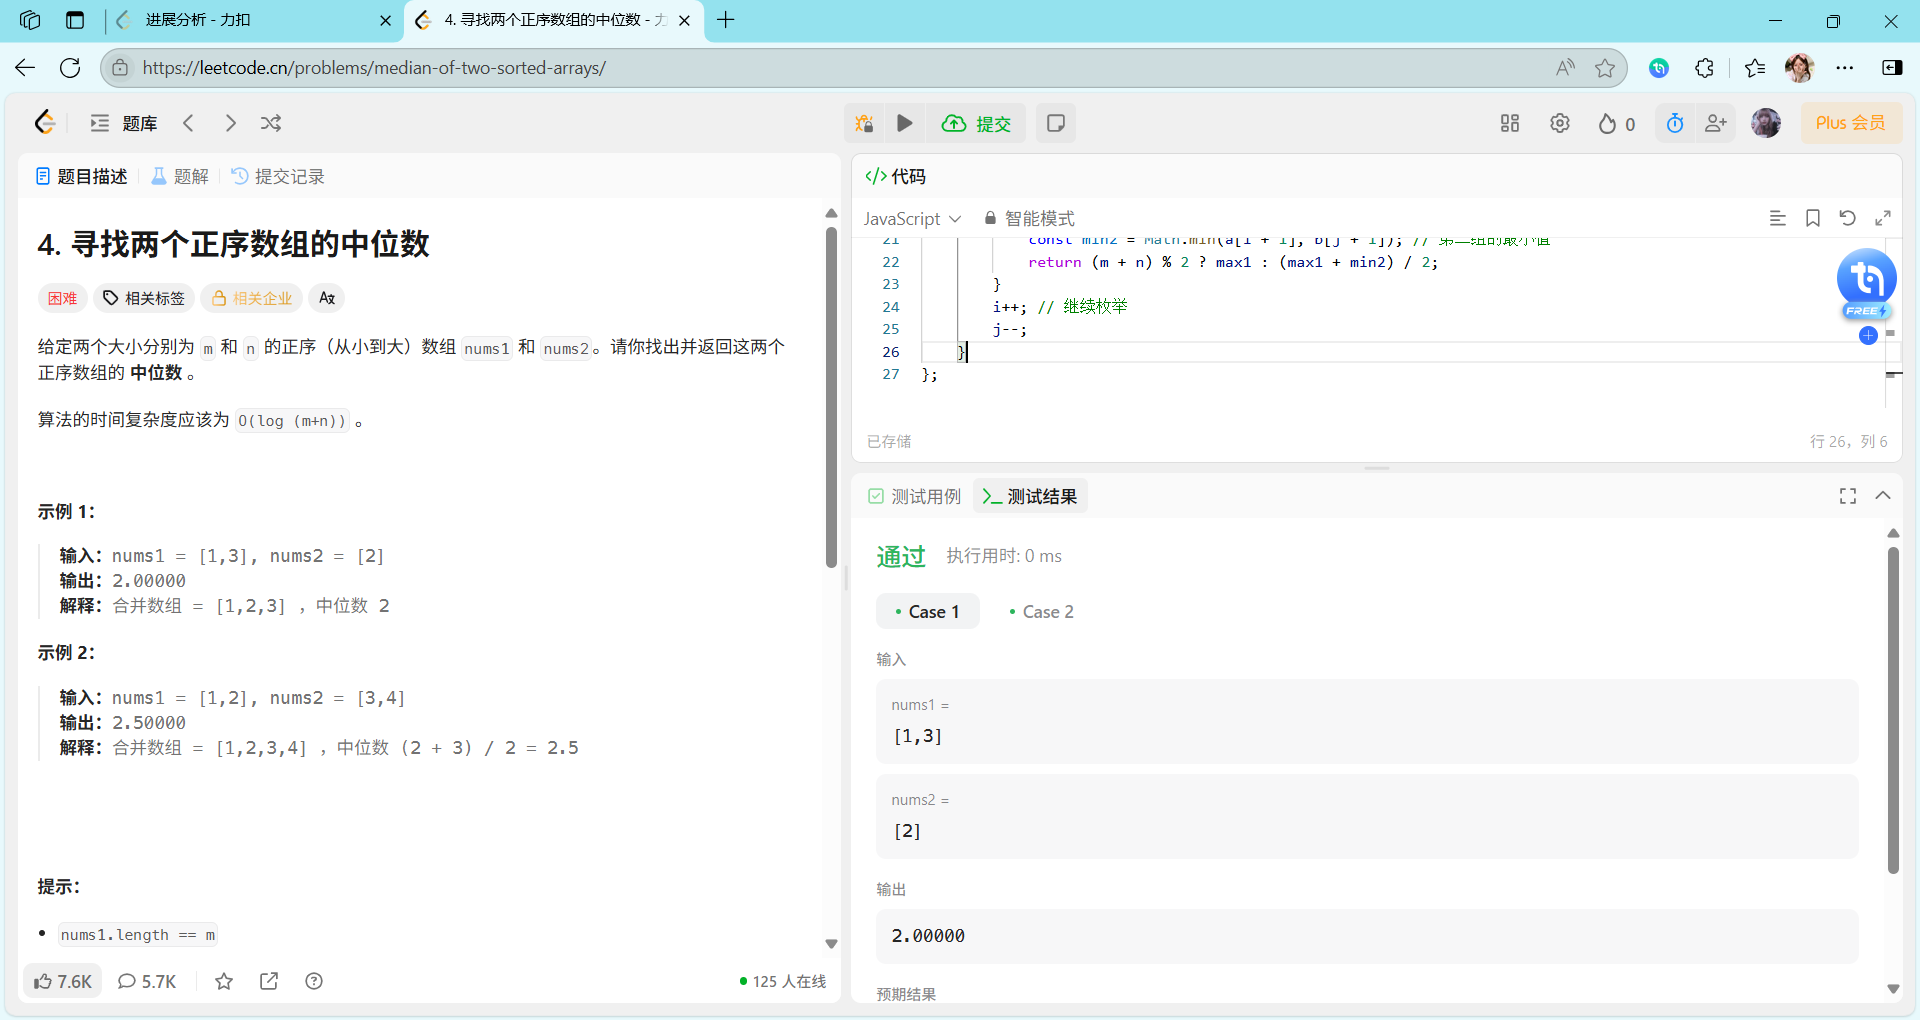 进展分析 - 力扣
4. 寻找两个正序数组的中位数 - 力
https://leetcode.cn/problems/median-of-two-sorted-arrays/
题库
提交
0
Plus 会员
题目描述
题解
提交记录
4. 寻找两个正序数组的中位数
困难
相关标签
相关企业
给定两个大小分别为 m 和 n 的正序（从小到大）数组 nums1 和 nums2。请你找出并返回这两个
正序数组的 中位数 。
算法的时间复杂度应该为 O(log (m+n)) 。
示例 1：
输入：nums1 = [1,3], nums2 = [2]
输出：2.00000
解释：合并数组 = [1,2,3] ，中位数 2
示例 2：
输入：nums1 = [1,2], nums2 = [3,4]
输出：2.50000
解释：合并数组 = [1,2,3,4] ，中位数 (2 + 3) / 2 = 2.5
提示：
nums1.length == m
7.6K
5.7K
125 人在线
代码
JavaScript
智能模式
21 const min2 = Math.min(a[i + 1], b[j + 1]); // 第二组的最小值
22 return (m + n) % 2 ? max1 : (max1 + min2) / 2;
23 }
24 i++; // 继续枚举
25 j--;
26 }
27 };
FREE
已存储
行 26，列 6
测试用例
测试结果
通过
执行用时: 0 ms
Case 1
Case 2
输入
nums1 =
[1,3]
nums2 =
[2]
输出
2.00000
预期结果